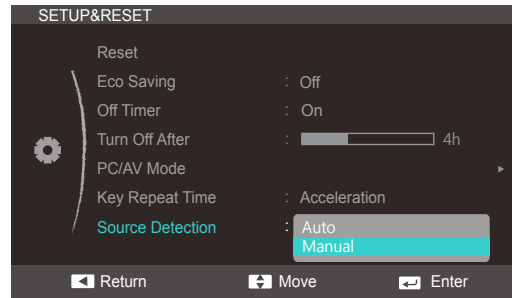 SETUP&RESET
Reset
Eco Saving : Off
Off Timer : On
Turn Off After : 4h
PC/AV Mode
Key Repeat Time : Acceleration
Source Detection : Auto
Manual
Return Move Enter